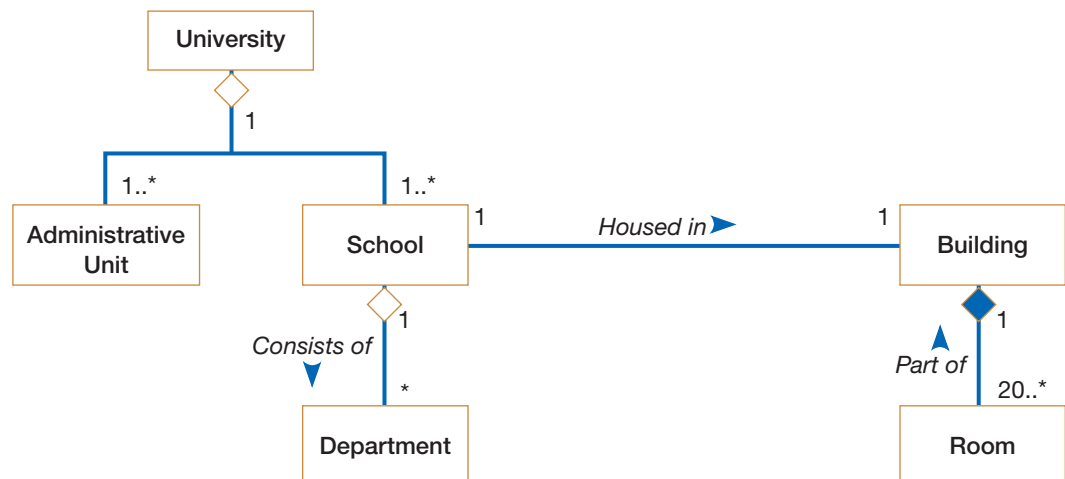 University
1
1..*
1..*
Administrative
Unit
School
1
Housed in
1
Building
1
Consists of
*
1
Part of
20..*
Department
Room